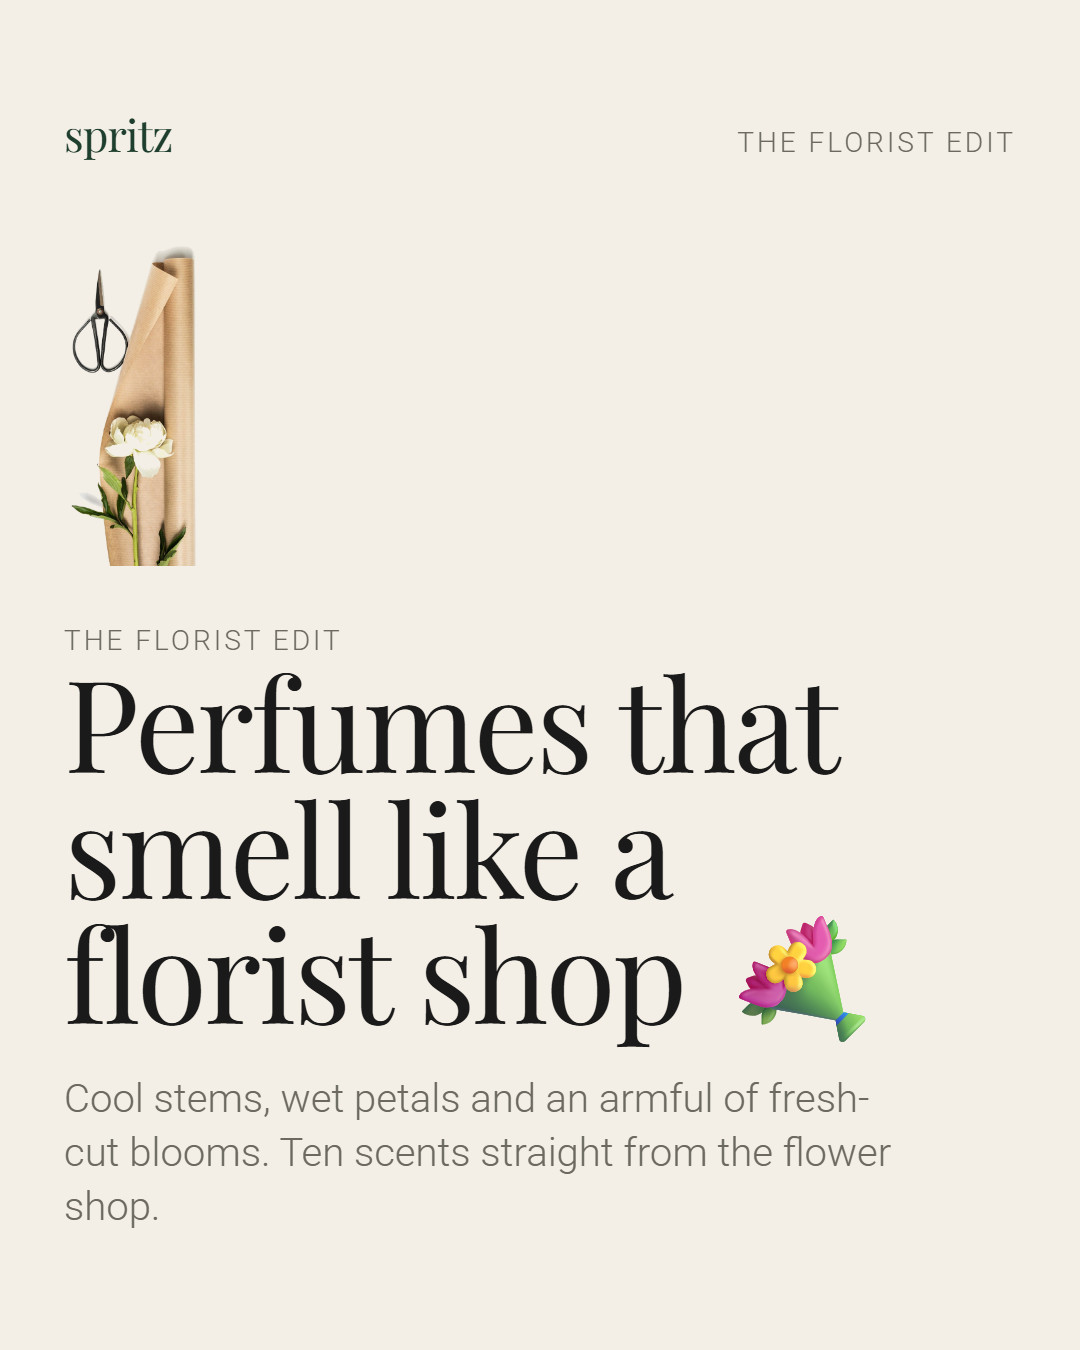 spritz
THE FLORIST EDIT
THE FLORIST EDIT
Perfumes that
smell like a
florist shop 💐
Cool stems, wet petals and an armful of fresh-
cut blooms. Ten scents straight from the flower
shop.